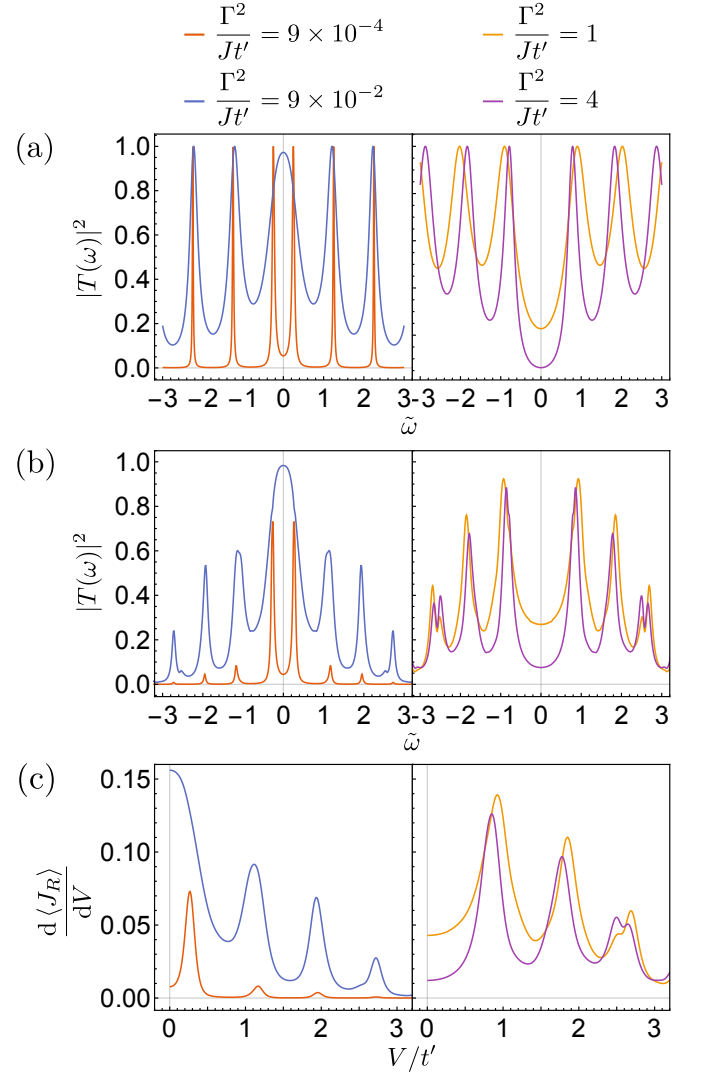 Γ²/Jt′ = 9 × 10⁻⁴ Γ²/Jt′ = 1
Γ²/Jt′ = 9 × 10⁻² Γ²/Jt′ = 4
(a)
|T(ω)|²
1.0
0.8
0.6
0.4
0.2
0.0
−3 −2 −1 0 1 2 3 −3 −2 −1 0 1 2 3
ω̃
(b)
|T(ω)|²
1.0
0.8
0.6
0.4
0.2
0.0
−3 −2 −1 0 1 2 3 −3 −2 −1 0 1 2 3
ω̃
(c)
d⟨J_R⟩/dV
0.15
0.10
0.05
0.00
0 1 2 3 0 1 2 3
V/t′